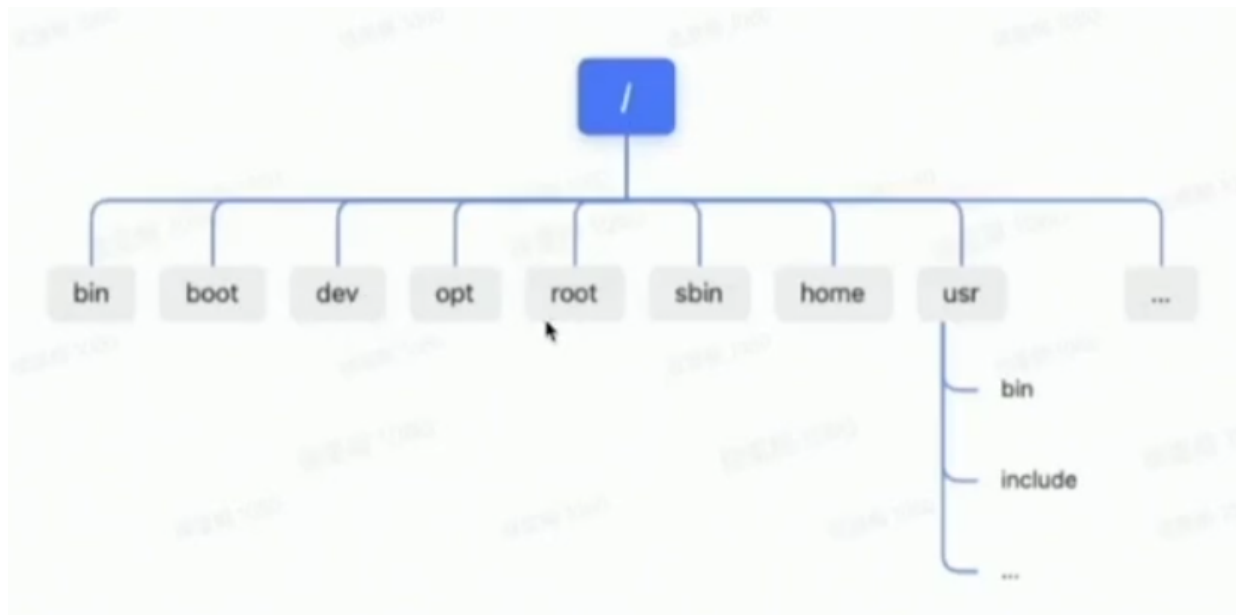 /
bin boot dev opt root sbin home usr ...
bin
include
...